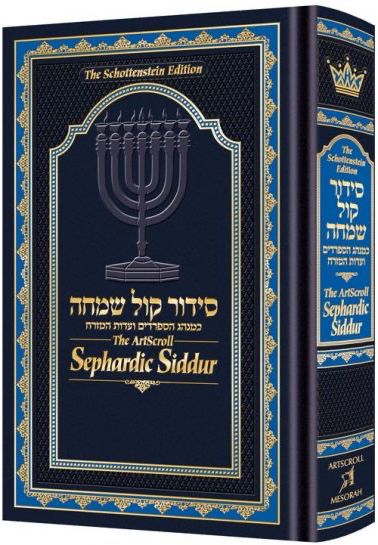 The Schottenstein Edition
סידור קול שמחה
כמנהג הספרדים ועדות המזרח
The ArtScroll
Sephardic Siddur
The
Schottenstein
Edition
סידור
קול
שמחה
כמנהג הספרדים
ועדות המזרח
The ArtScroll
Sephardic
Siddur
ARTSCROLL
MESORAH